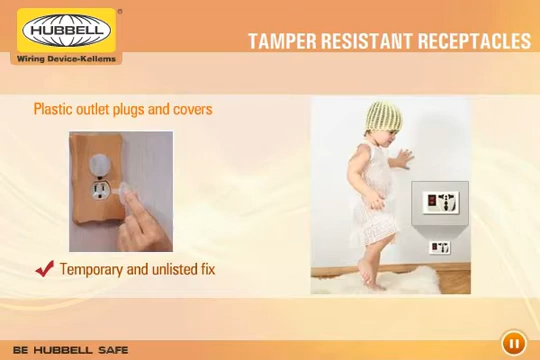 HUBBELL
®
Wiring Device-Kellems
TAMPER RESISTANT RECEPTACLES
Plastic outlet plugs and covers
Temporary and unlisted fix
BE HUBBELL SAFE